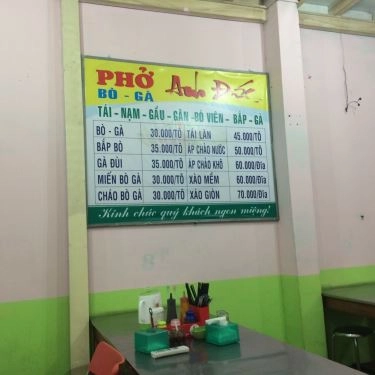 PHỞ Anh Đức
BÒ - GÀ
TÁI - NẠM - GẦU - GÂN - BÒ VIÊN - BẮP - GÀ
BÒ - GÀ 30.000/TÔ TÁI LĂN 45.000/TÔ
BẮP BÒ 35.000/TÔ ÁP CHẢO NƯỚC 50.000/TÔ
GÀ ĐÙI 35.000/TÔ ÁP CHẢO KHÔ 60.000/Đĩa
MIẾN BÒ GÀ 30.000/TÔ XÀO MỀM 60.000/Đĩa
CHÁO BÒ GÀ 30.000/TÔ XÀO GIÒN 70.000/Đĩa
Kính chúc quý khách ngon miệng!